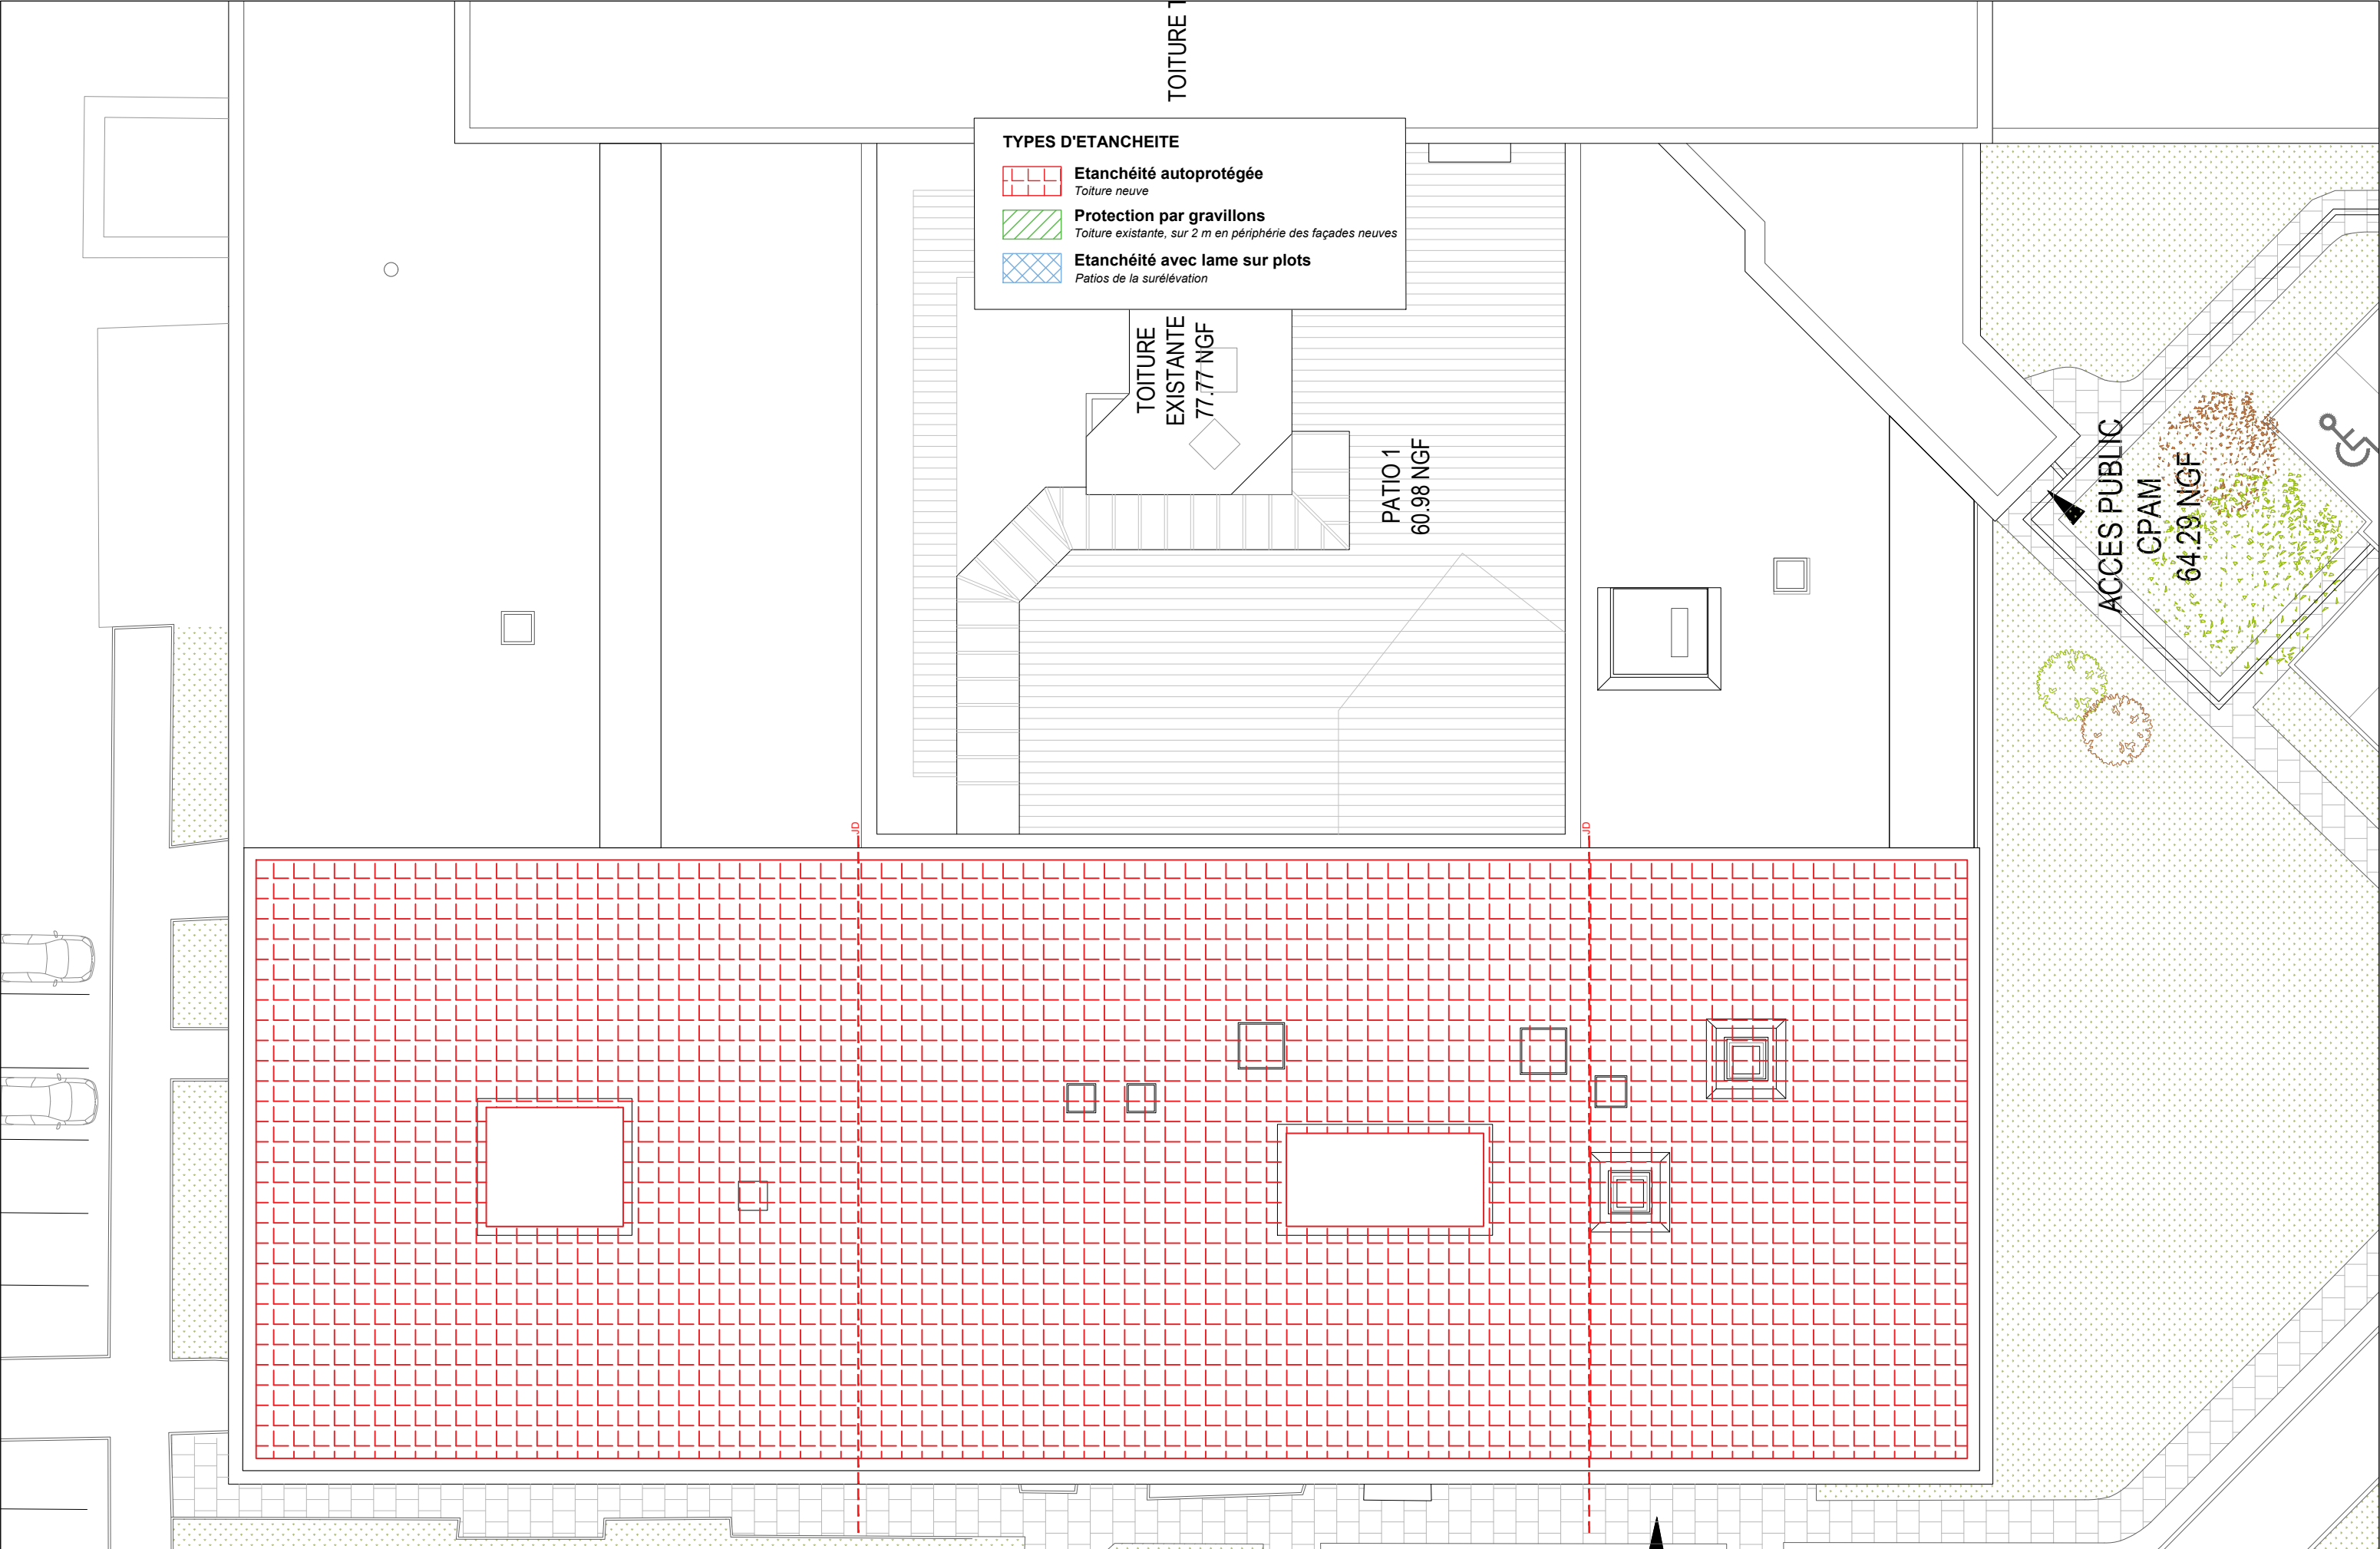 TOITURE
TYPES D'ETANCHEITE
Etanchéité autoprotégée
Toiture neuve
Protection par gravillons
Toiture existante, sur 2 m en périphérie des façades neuves
Etanchéité avec lame sur plots
Patios de la surélévation
TOITURE
EXISTANTE
77.77 NGF
PATIO 1
60.98 NGF
ACCES PUBLIC
CPAM
64.29 NGF
JD
JD